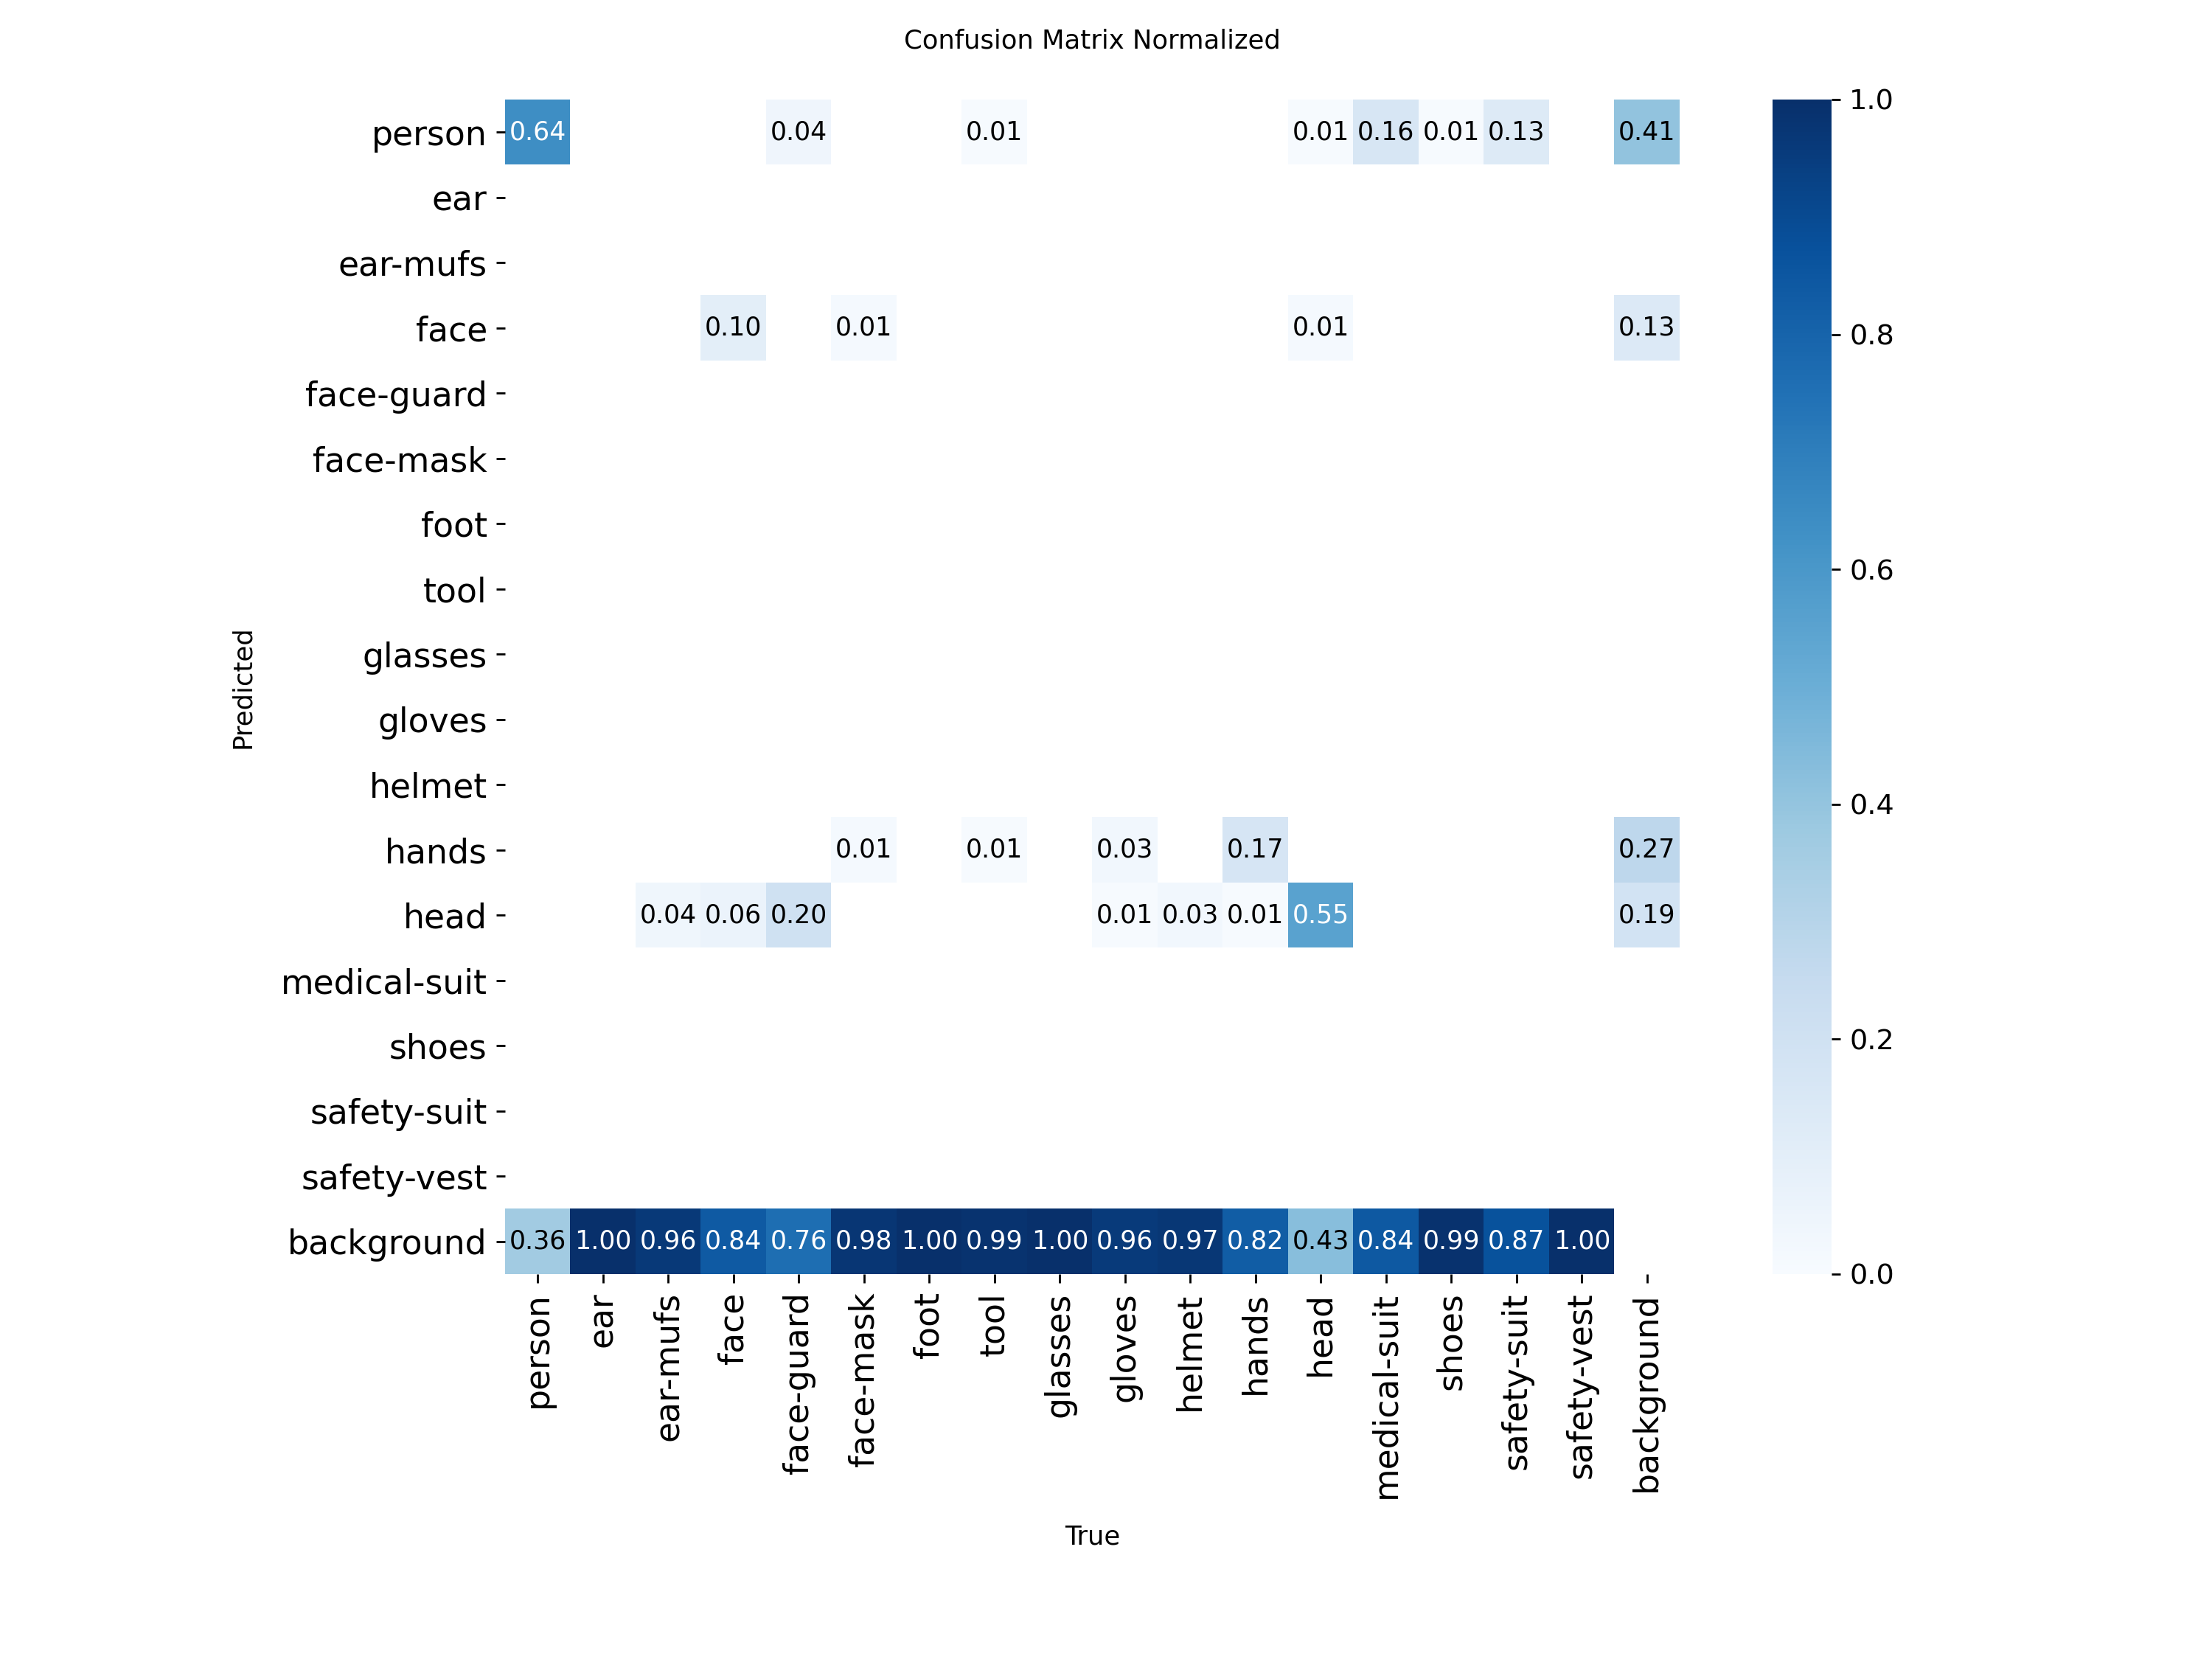 Confusion Matrix Normalized
person 0.64 0.04 0.01 0.01 0.16 0.01 0.13 0.41
ear
ear-mufs
face 0.10 0.01 0.01 0.13
face-guard
face-mask
foot
tool
glasses
gloves
helmet
hands 0.01 0.01 0.03 0.17 0.27
head 0.04 0.06 0.20 0.01 0.03 0.01 0.55 0.19
medical-suit
shoes
safety-suit
safety-vest
background 0.36 1.00 0.96 0.84 0.76 0.98 1.00 0.99 1.00 0.96 0.97 0.82 0.43 0.84 0.99 0.87 1.00
person
ear
ear-mufs
face
face-guard
face-mask
foot
tool
glasses
gloves
helmet
hands
head
medical-suit
shoes
safety-suit
safety-vest
background
True
Predicted
1.0
0.8
0.6
0.4
0.2
0.0